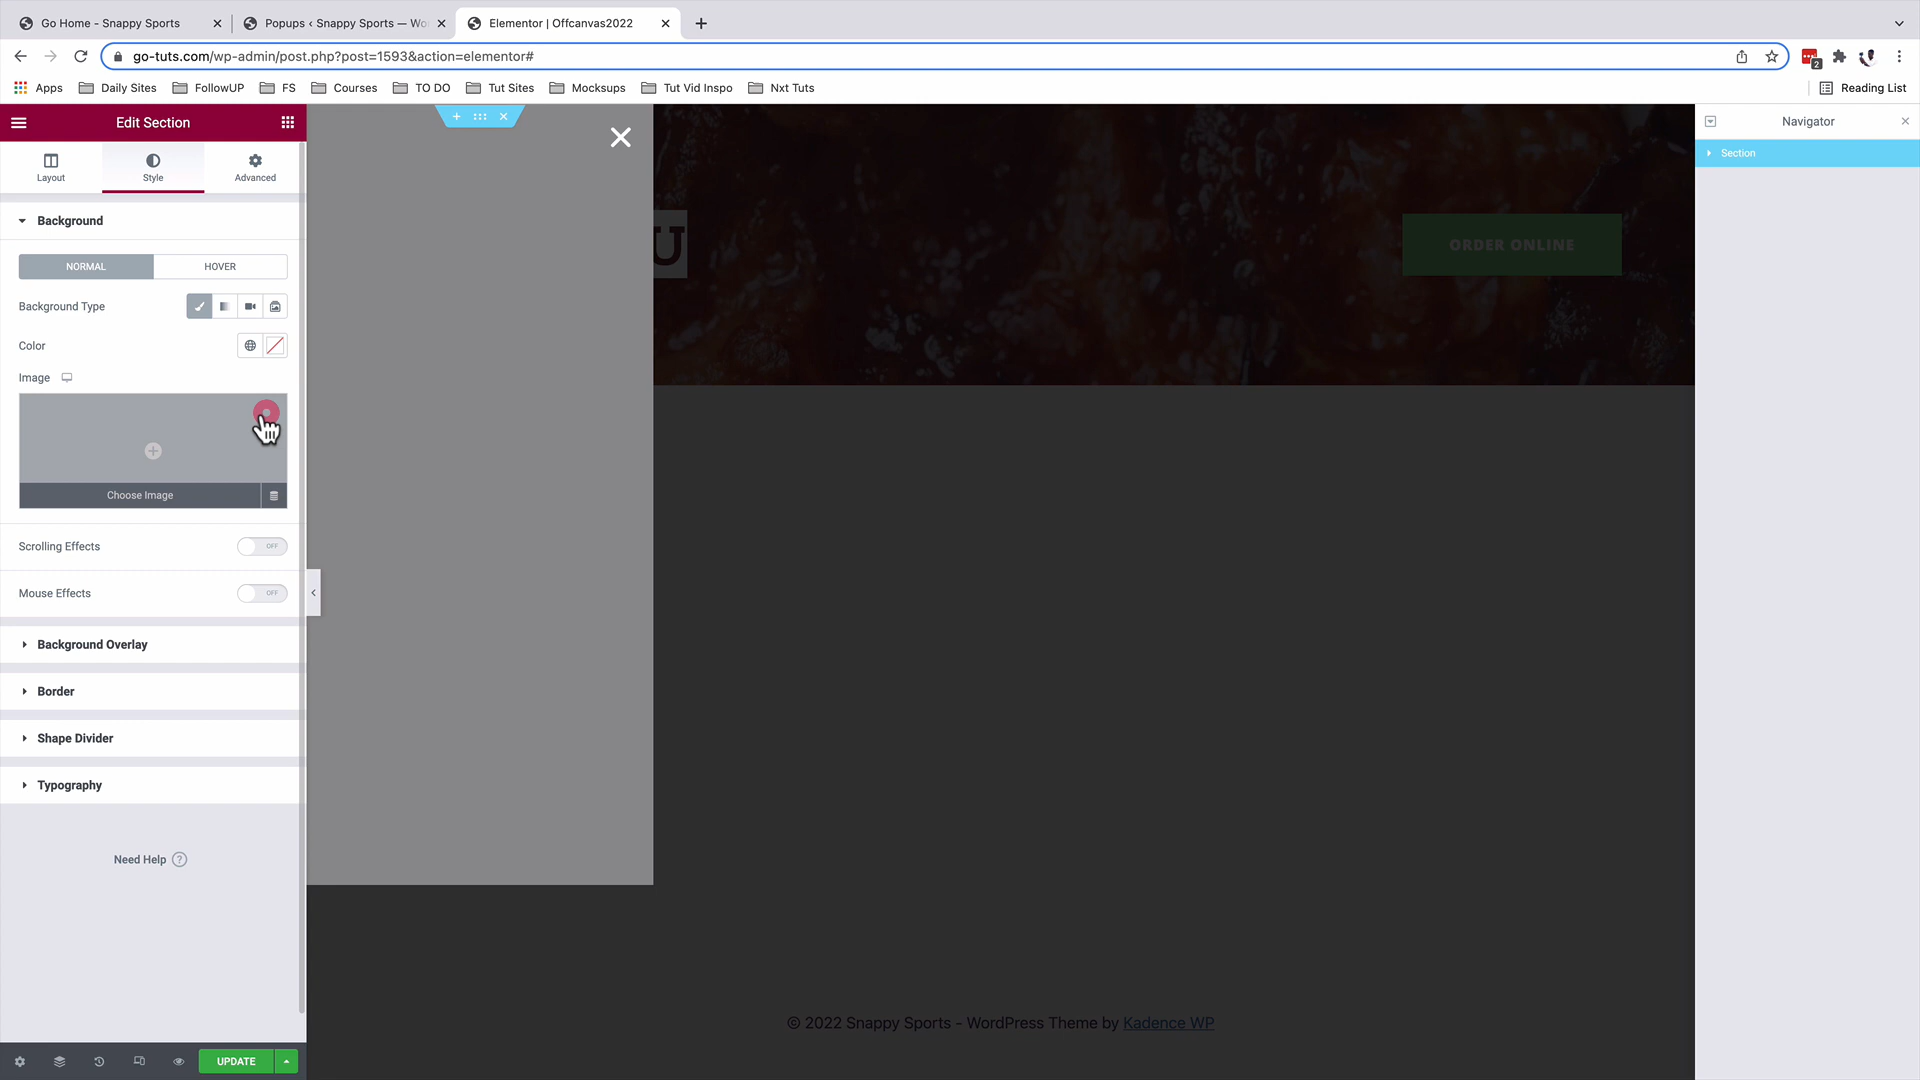 Go Home - Snappy Sports
Popups ‹ Snappy Sports — Wo
Elementor | Offcanvas2022
go-tuts.com/wp-admin/post.php?post=1593&action=elementor#
2
Apps
Daily Sites
FollowUP
FS
Courses
TO DO
Tut Sites
Mocksups
Tut Vid Inspo
Nxt Tuts
Reading List
Edit Section
Layout
Style
Advanced
Background
NORMAL
HOVER
Background Type
Color
Image
Choose Image
Scrolling Effects
OFF
Mouse Effects
OFF
Background Overlay
Border
Shape Divider
Typography
Need Help ?
UPDATE
U
ORDER ONLINE
© 2022 Snappy Sports - WordPress Theme by Kadence WP
Navigator
Section